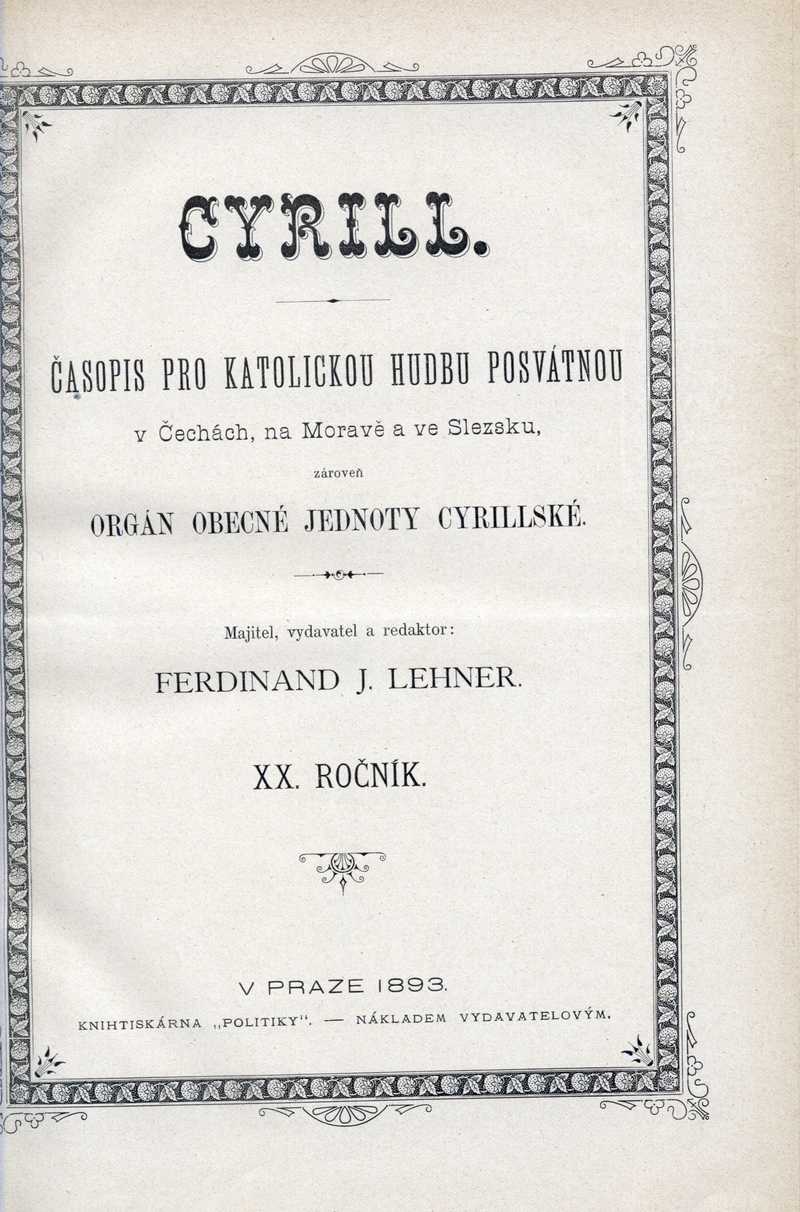 CYRILL.
ČASOPIS PRO KATOLICKOU HUDBU POSVÁTNOU
v Čechách, na Moravě a ve Slezsku,
zároveň
ORGÁN OBECNÉ JEDNOTY CYRILLSKÉ.
Majitel, vydavatel a redaktor:
FERDINAND J. LEHNER.
XX. ROČNÍK.
V PRAZE 1893.
KNIHTISKÁRNA „POLITIKY“. — NÁKLADEM VYDAVATELOVÝM.